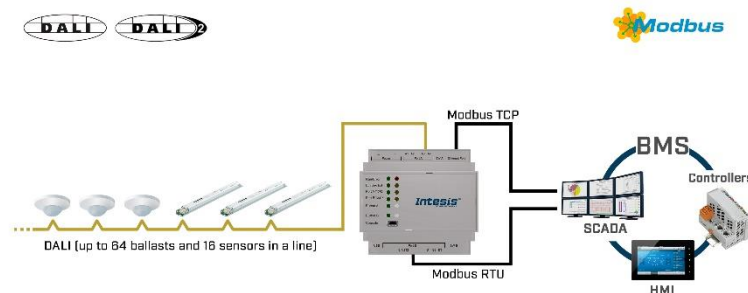 DALI DALI 2 Modbus
Modbus TCP
BMS
Controllers
Intesis
SCADA
DALI (up to 64 ballasts and 16 sensors in a line)
Modbus RTU
HMI